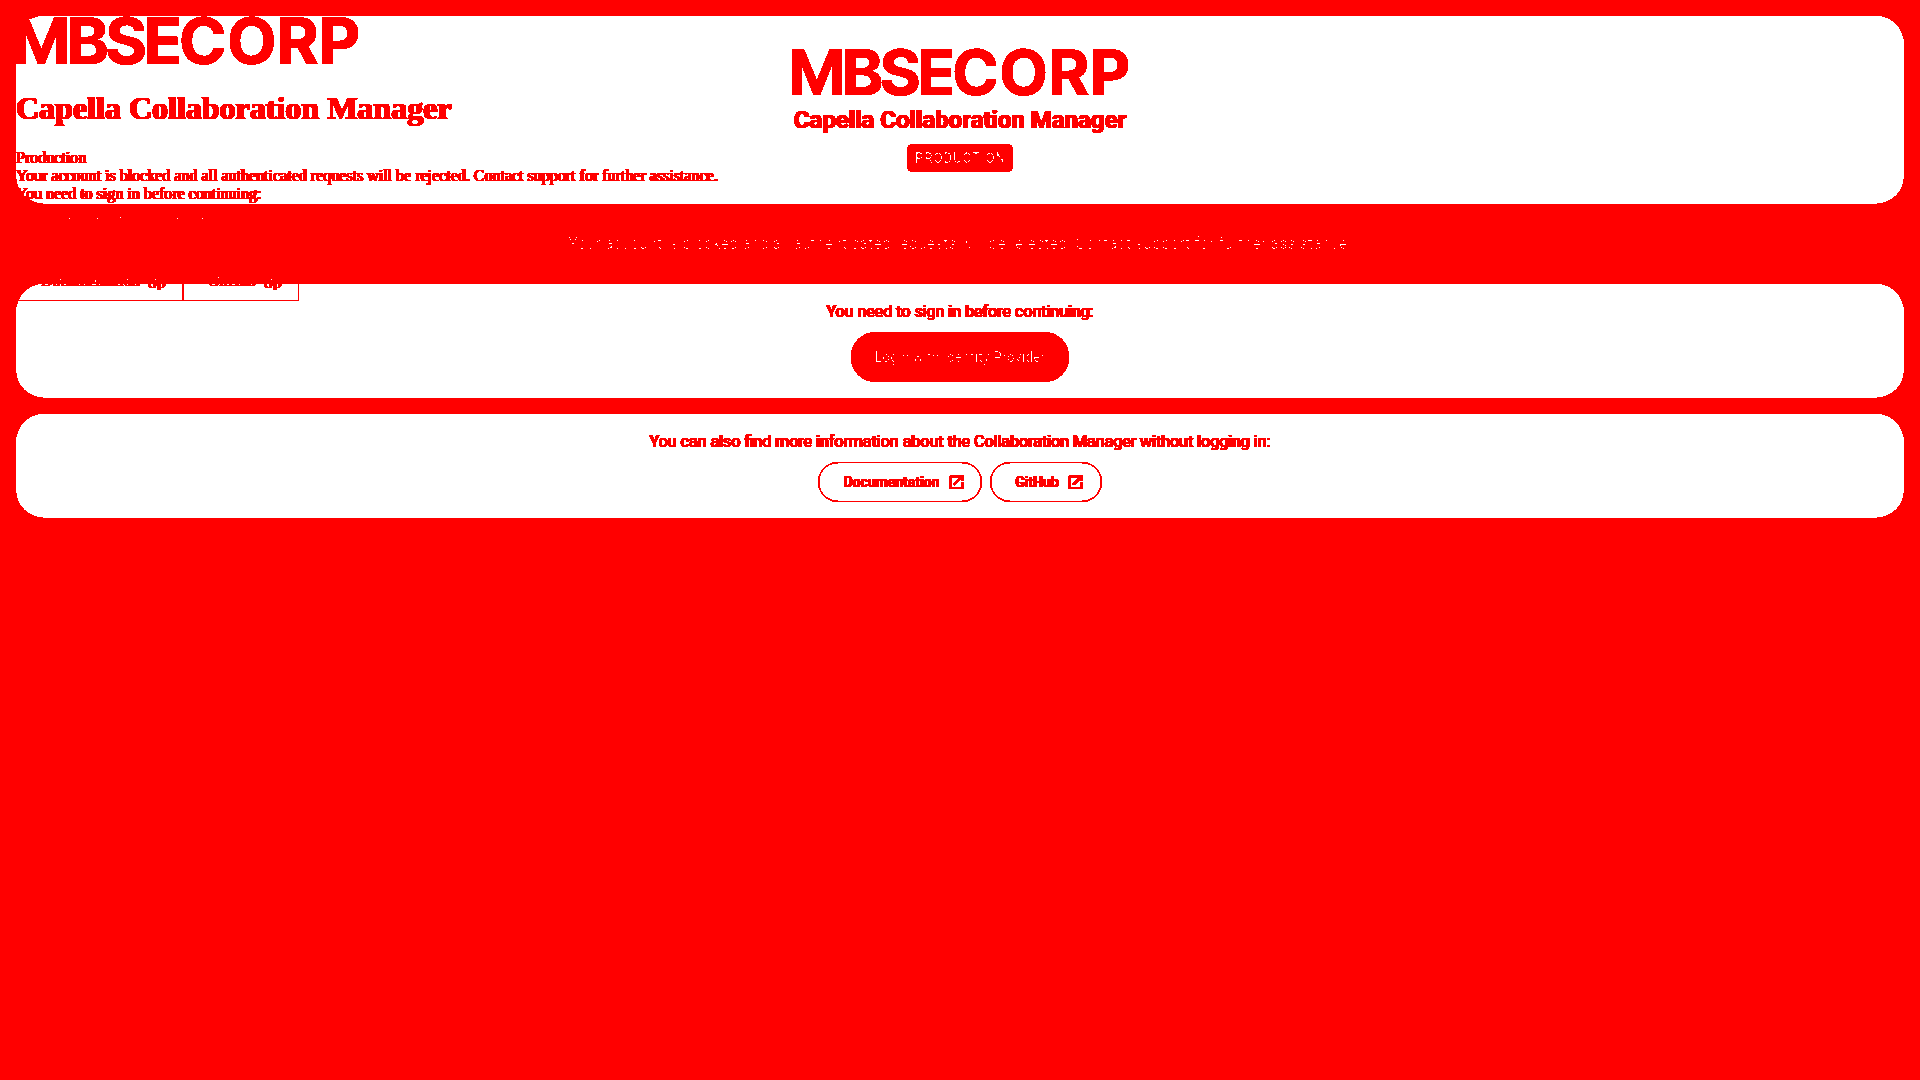 MBSECORP
Capella Collaboration Manager
Production
Your account is blocked and all authenticated requests will be rejected. Contact support for further assistance.
You need to sign in before continuing:
MBSECORP
Capella Collaboration Manager
PRODUCTION
Your account is blocked and all authenticated requests will be rejected. Contact support for further assistance.
You need to sign in before continuing:
Login with Identity Provider
You can also find more information about the Collaboration Manager without logging in:
Documentation
GitHub